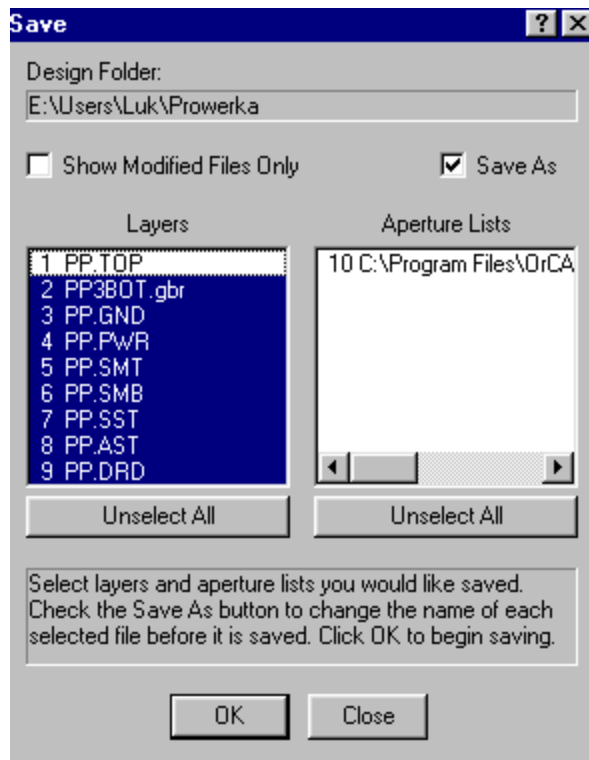 Save
Design Folder:
E:\Users\Luk\Prowerka
Show Modified Files Only
Save As
Layers
Aperture Lists
1 PP.TOP
2 PP3BOT.gbr
3 PP.GND
4 PP.PWR
5 PP.SMT
6 PP.SMB
7 PP.SST
8 PP.AST
9 PP.DRD
10 C:\Program Files\OrCA
Unselect All
Unselect All
Select layers and aperture lists you would like saved.
Check the Save As button to change the name of each
selected file before it is saved. Click OK to begin saving.
OK
Close